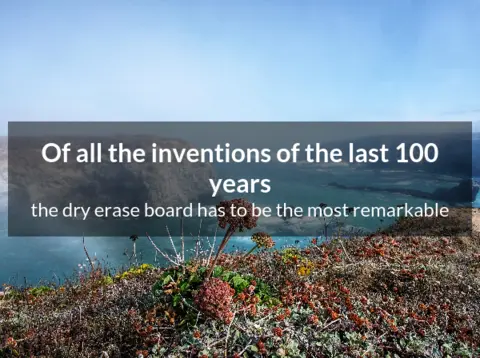 Of all the inventions of the last 100
years
the dry erase board has to be the most remarkable